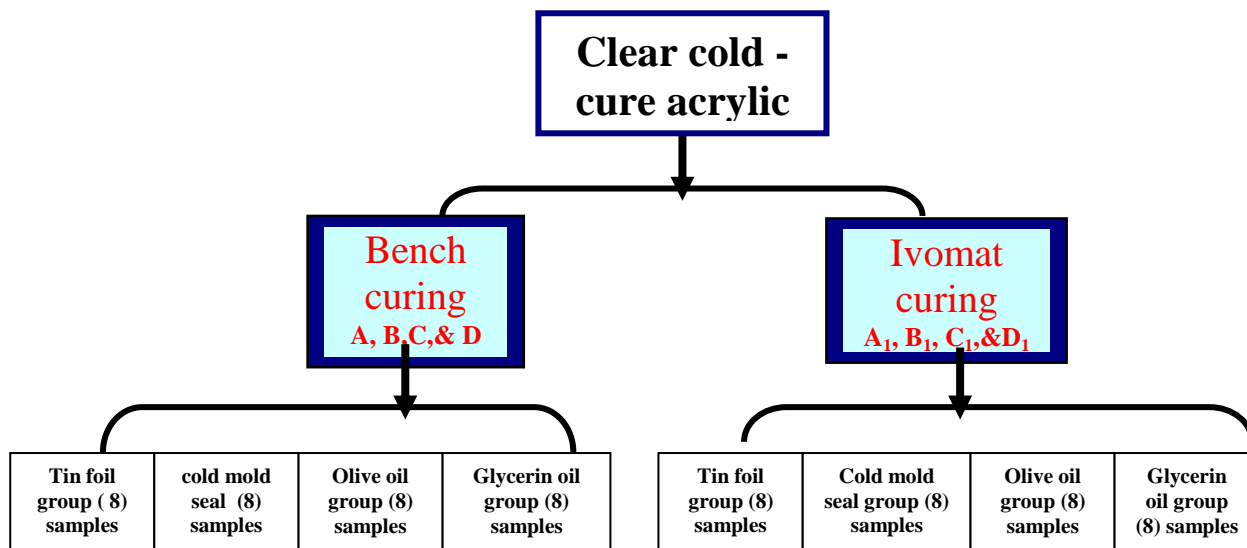 Clear cold -
cure acrylic
Bench
curing
A, B,C,& D
Ivomat
curing
A₁, B₁, C₁,&D₁
Tin foil
group ( 8)
samples
cold mold
seal (8)
samples
Olive oil
group (8)
samples
Glycerin oil
group (8)
samples
Tin foil
group (8)
samples
Cold mold
seal group (8)
samples
Olive oil
group (8)
samples
Glycerin
oil group
(8) samples